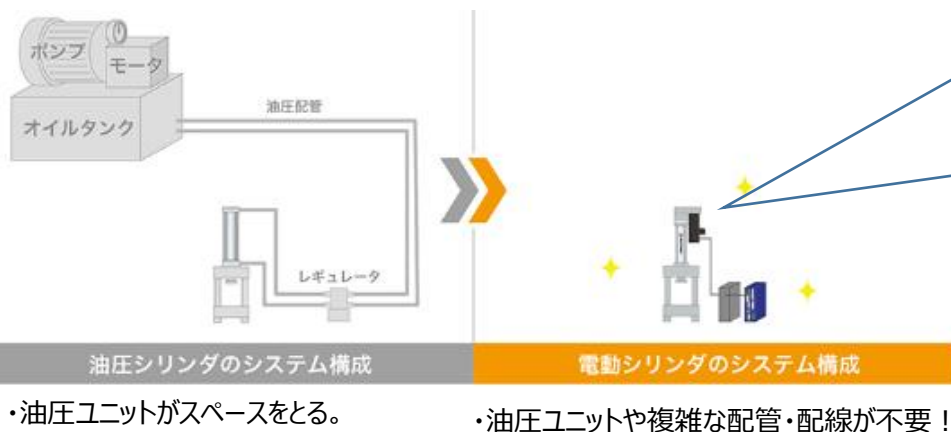 ポンプ
モータ
オイルタンク
油圧配管
レギュレータ
油圧シリンダのシステム構成
電動シリンダのシステム構成
・油圧ユニットがスペースをとる。
・油圧ユニットや複雑な配管・配線が不要！